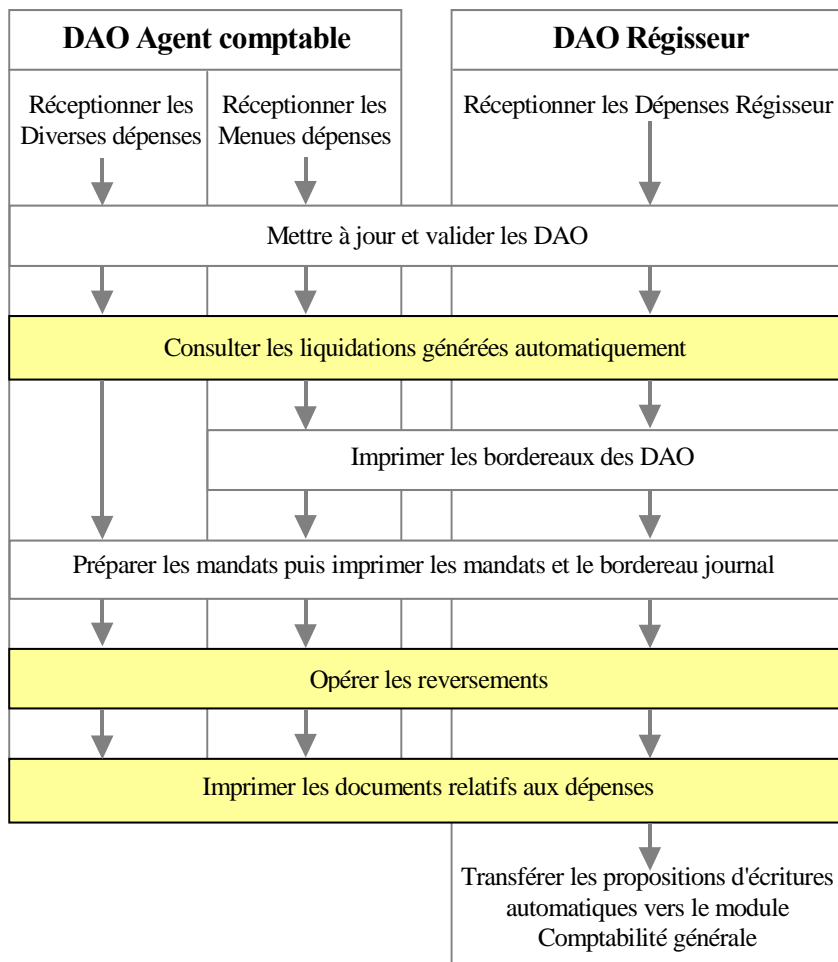 DAO Agent comptable
DAO Régisseur
Réceptionner les
Diverses dépenses
Réceptionner les
Menues dépenses
Réceptionner les Dépenses Régisseur
Mettre à jour et valider les DAO
Consulter les liquidations générées automatiquement
Imprimer les bordereaux des DAO
Préparer les mandats puis imprimer les mandats et le bordereau journal
Opérer les reversements
Imprimer les documents relatifs aux dépenses
Transférer les propositions d'écritures
automatiques vers le module
Comptabilité générale